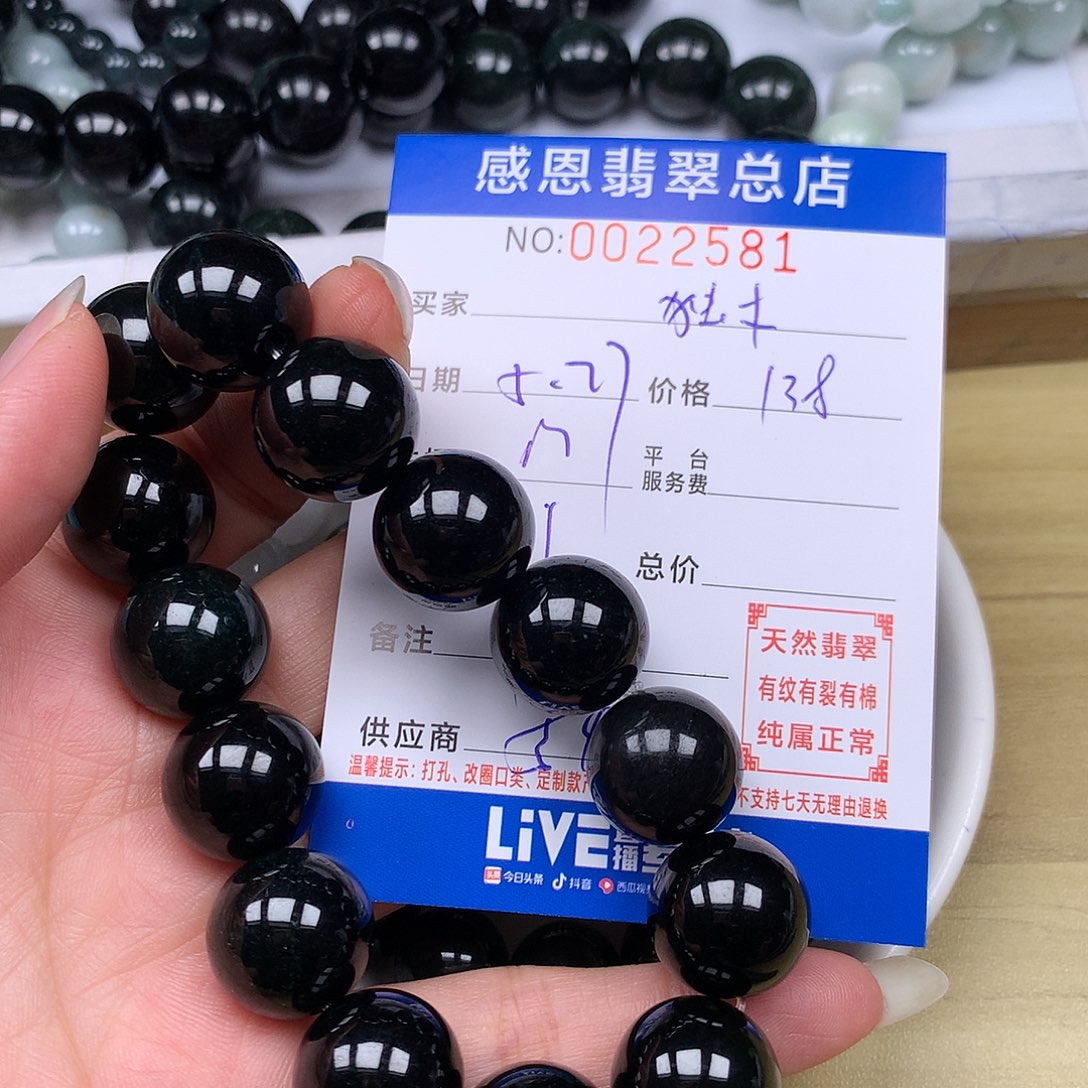 感恩翡翠总店
NO:0022581
买家
日期 5.27 价格 138
平台
服务费
总价
备注
天然翡翠
有纹有裂有棉
纯属正常
供应商
温馨提示：打孔、改圈口类、定制款 不支持七天无理由退换
LiVE 播
今日头条 抖音 西瓜视